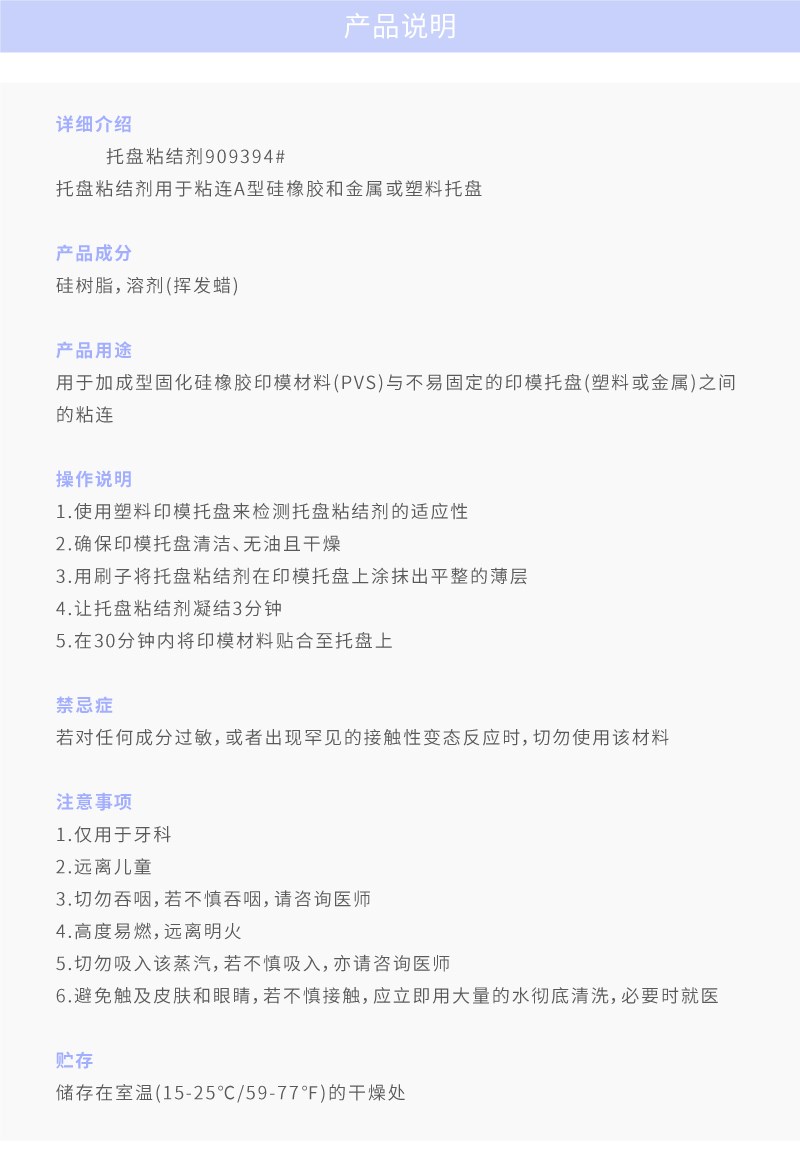 产品说明
详细介绍
托盘粘结剂909394#
托盘粘结剂用于粘连A型硅橡胶和金属或塑料托盘
产品成分
硅树脂,溶剂(挥发蜡)
产品用途
用于加成型固化硅橡胶印模材料(PVS)与不易固定的印模托盘(塑料或金属)之间
的粘连
操作说明
1.使用塑料印模托盘来检测托盘粘结剂的适应性
2.确保印模托盘清洁、无油且干燥
3.用刷子将托盘粘结剂在印模托盘上涂抹出平整的薄层
4.让托盘粘结剂凝结3分钟
5.在30分钟内将印模材料贴合至托盘上
禁忌症
若对任何成分过敏,或者出现罕见的接触性变态反应时,切勿使用该材料
注意事项
1.仅用于牙科
2.远离儿童
3.切勿吞咽,若不慎吞咽,请咨询医师
4.高度易燃,远离明火
5.切勿吸入该蒸汽,若不慎吸入,亦请咨询医师
6.避免触及皮肤和眼睛,若不慎接触,应立即用大量的水彻底清洗,必要时就医
贮存
储存在室温(15-25℃/59-77℉)的干燥处